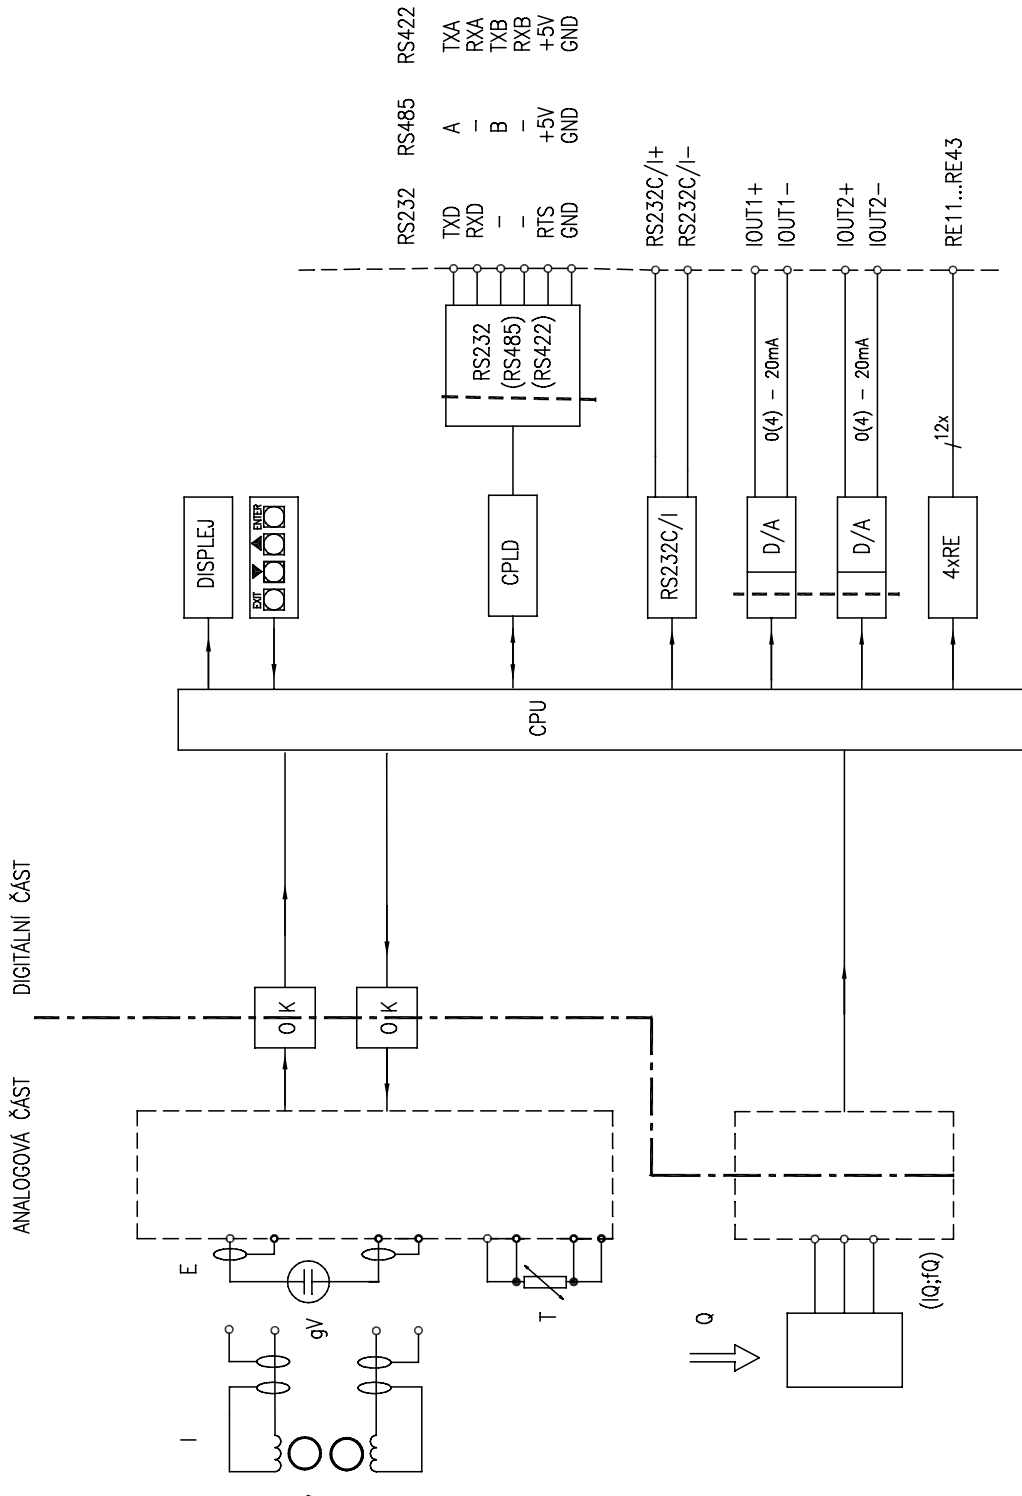 ANALOGOVÁ ČÁST
DIGITÁLNÍ ČÁST
I
E
gV
T
Q
(IQ;fQ)
OK
OK
CPU
DISPLEJ
EXIT
ENTER
CPLD
RS232C/I
D/A
D/A
4xRE
RS232
(RS485)
(RS422)
0(4) - 20mA
0(4) - 20mA
12x
RS232 RS485 RS422
TXD A TXA
RXD - RXA
- B TXB
- - RXB
RTS +5V +5V
GND GND GND
RS232C/I+
RS232C/I-
IOUT1+
IOUT1-
IOUT2+
IOUT2-
RE11...RE43